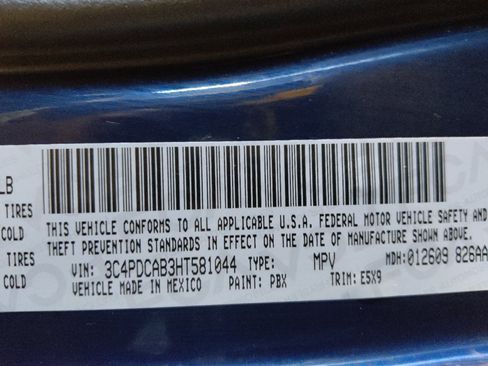 LB
TIRES
COLD
THIS VEHICLE CONFORMS TO ALL APPLICABLE U.S.A. FEDERAL MOTOR VEHICLE SAFETY AND
TIRES
THEFT PREVENTION STANDARDS IN EFFECT ON THE DATE OF MANUFACTURE SHOWN ABOVE.
COLD
VIN: 3C4PDCAB3HT581044 TYPE: MPV MDH: 012609 826AA
VEHICLE MADE IN MEXICO PAINT: PBX TRIM: E5X9